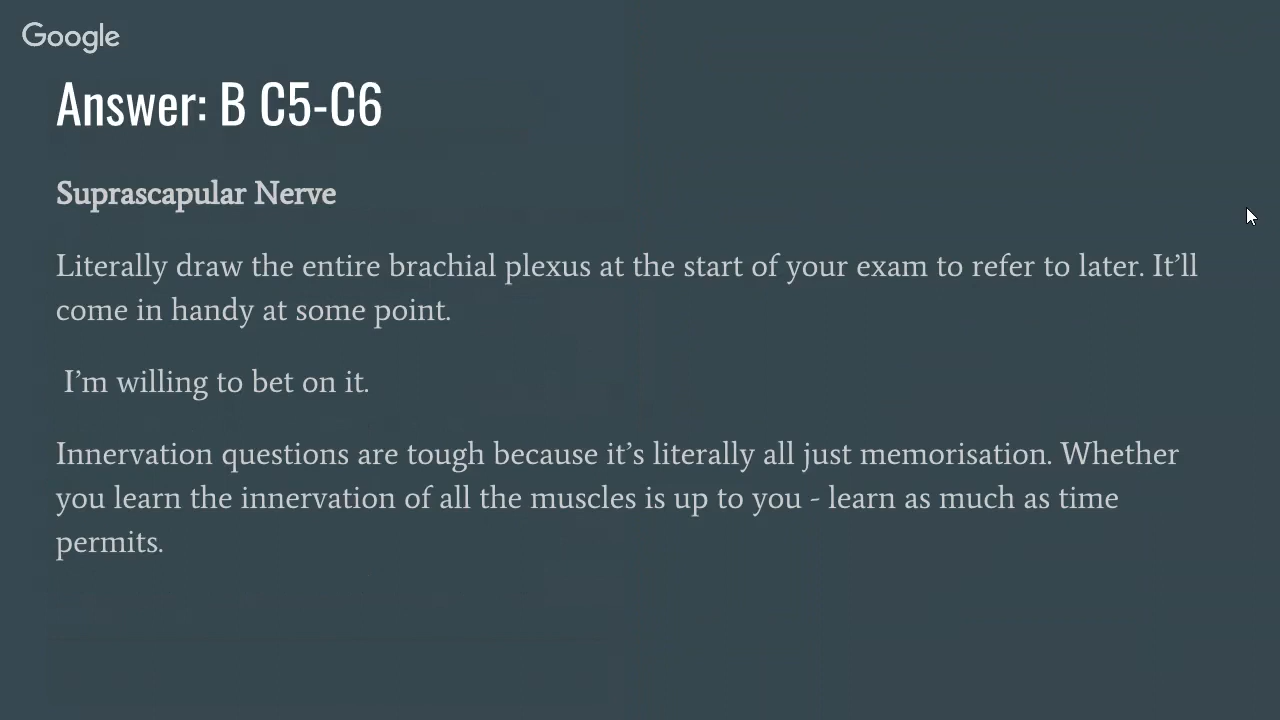 Google
Answer: B C5-C6
Suprascapular Nerve
Literally draw the entire brachial plexus at the start of your exam to refer to later. It’ll
come in handy at some point.
I’m willing to bet on it.
Innervation questions are tough because it’s literally all just memorisation. Whether
you learn the innervation of all the muscles is up to you - learn as much as time
permits.